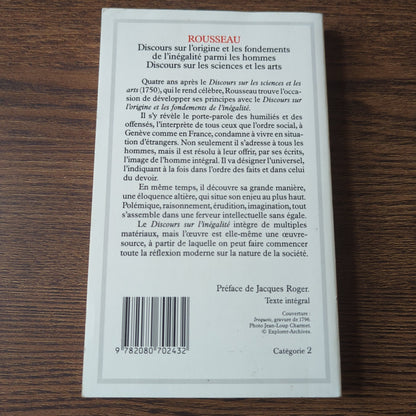 ROUSSEAU
Discours sur l'origine et les fondements
de l'inégalité parmi les hommes
Discours sur les sciences et les arts
Quatre ans après le Discours sur les sciences et les
arts (1750), qui le rend célèbre, Rousseau trouve l'occa-
sion de développer ses principes avec le Discours sur
l'origine et les fondements de l'inégalité.
Il s'y révèle le porte-parole des humiliés et des
offensés, l'interprète de tous ceux que l'ordre social, à
Genève comme en France, condamne à vivre en situa-
tion d'étrangers. Non seulement il s'adresse à tous les
hommes, mais il est résolu à leur offrir, par ses écrits,
l'image de l'homme intégral. Il va désigner l'universel,
l'indiquant à la fois dans l'ordre des faits et dans celui
du devoir.
En même temps, il découvre sa grande manière,
une éloquence altière, qui situe son enjeu au plus haut.
Polémique, raisonnement, érudition, imagination, tout
s'assemble dans une ferveur intellectuelle sans égale.
Le Discours sur l'inégalité intègre de multiples
matériaux, mais l'œuvre est elle-même une œuvre-
source, à partir de laquelle on peut faire commencer
toute la réflexion moderne sur la nature de la société.
Préface de Jacques Roger.
Texte intégral
Couverture :
Iroquois, gravure de 1796.
Photo Jean-Loup Charmet.
© Explorer-Archives.
9 782080 702432
Catégorie 2